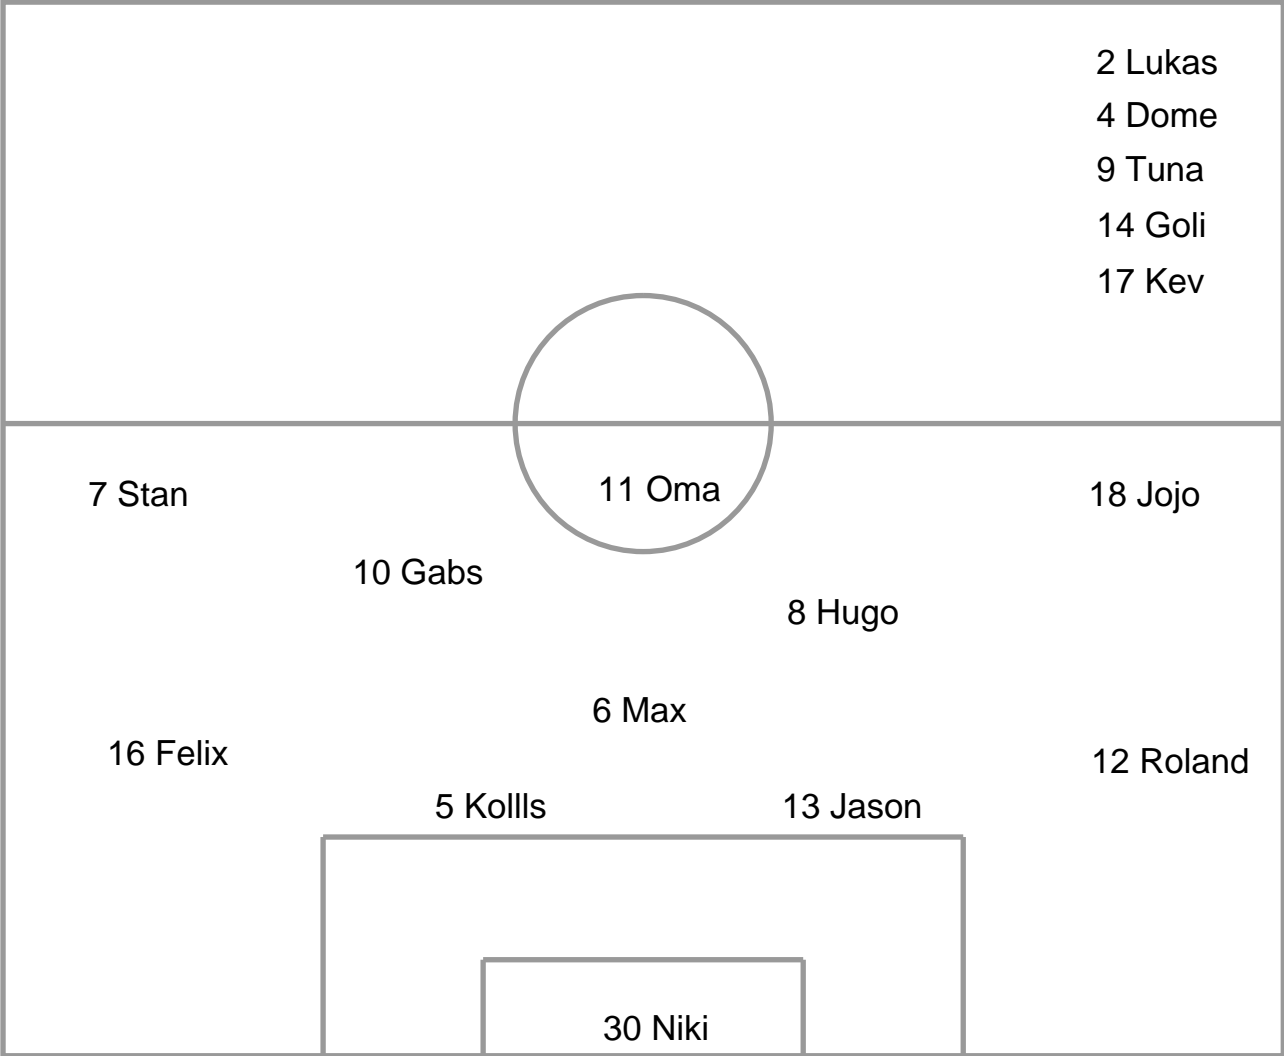 2 Lukas
4 Dome
9 Tuna
14 Goli
17 Kev
7 Stan
11 Oma
18 Jojo
10 Gabs
8 Hugo
6 Max
16 Felix
12 Roland
5 Kollls
13 Jason
30 Niki